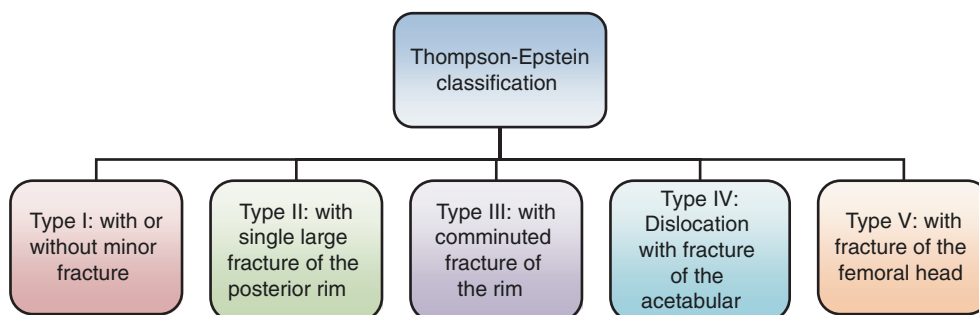 Thompson-Epstein
classification
Type I: with or
without minor
fracture
Type II: with
single large
fracture of the
posterior rim
Type III: with
comminuted
fracture of
the rim
Type IV:
Dislocation
with fracture
of the
acetabular
Type V: with
fracture of the
femoral head